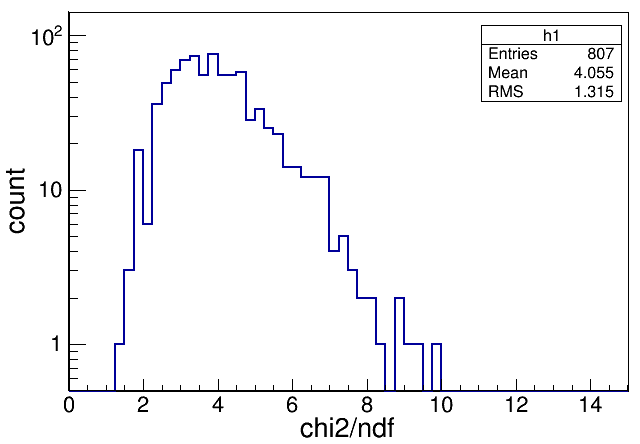 h1
Entries 807
Mean 4.055
RMS 1.315
10²
10
1
count
0 2 4 6 8 10 12 14
chi2/ndf